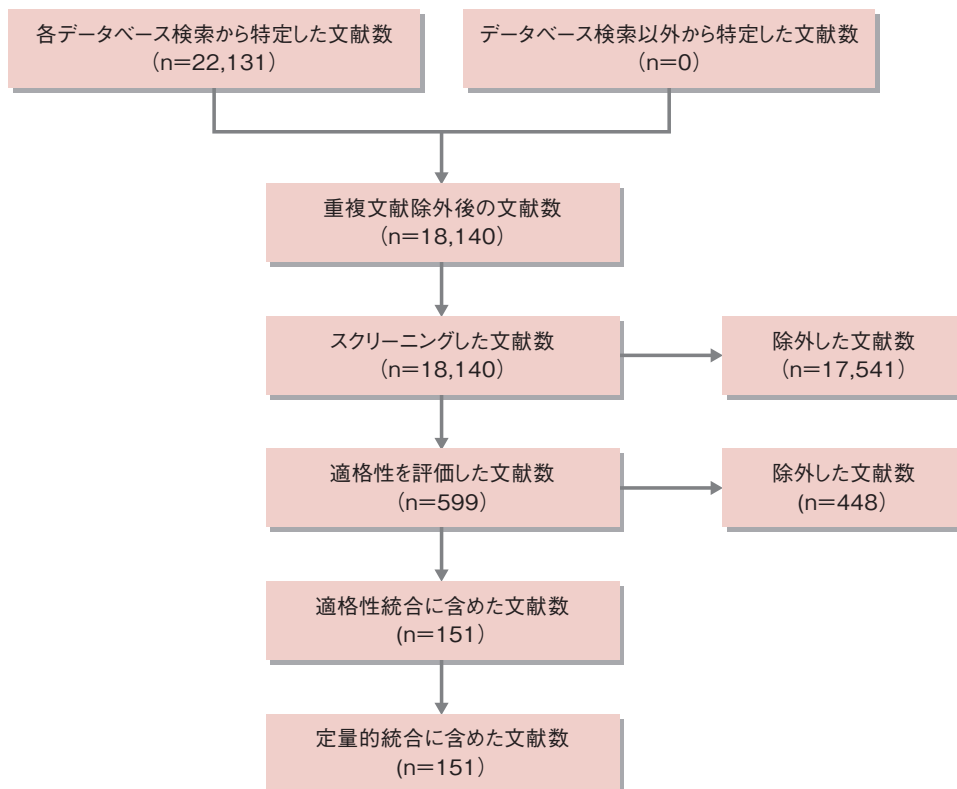 各データベース検索から特定した文献数
（n＝22,131）
データベース検索以外から特定した文献数
（n＝0）
重複文献除外後の文献数
（n＝18,140）
スクリーニングした文献数
（n＝18,140）
除外した文献数
（n＝17,541）
適格性を評価した文献数
（n＝599）
除外した文献数
(n＝448）
適格性統合に含めた文献数
(n＝151）
定量的統合に含めた文献数
(n＝151）